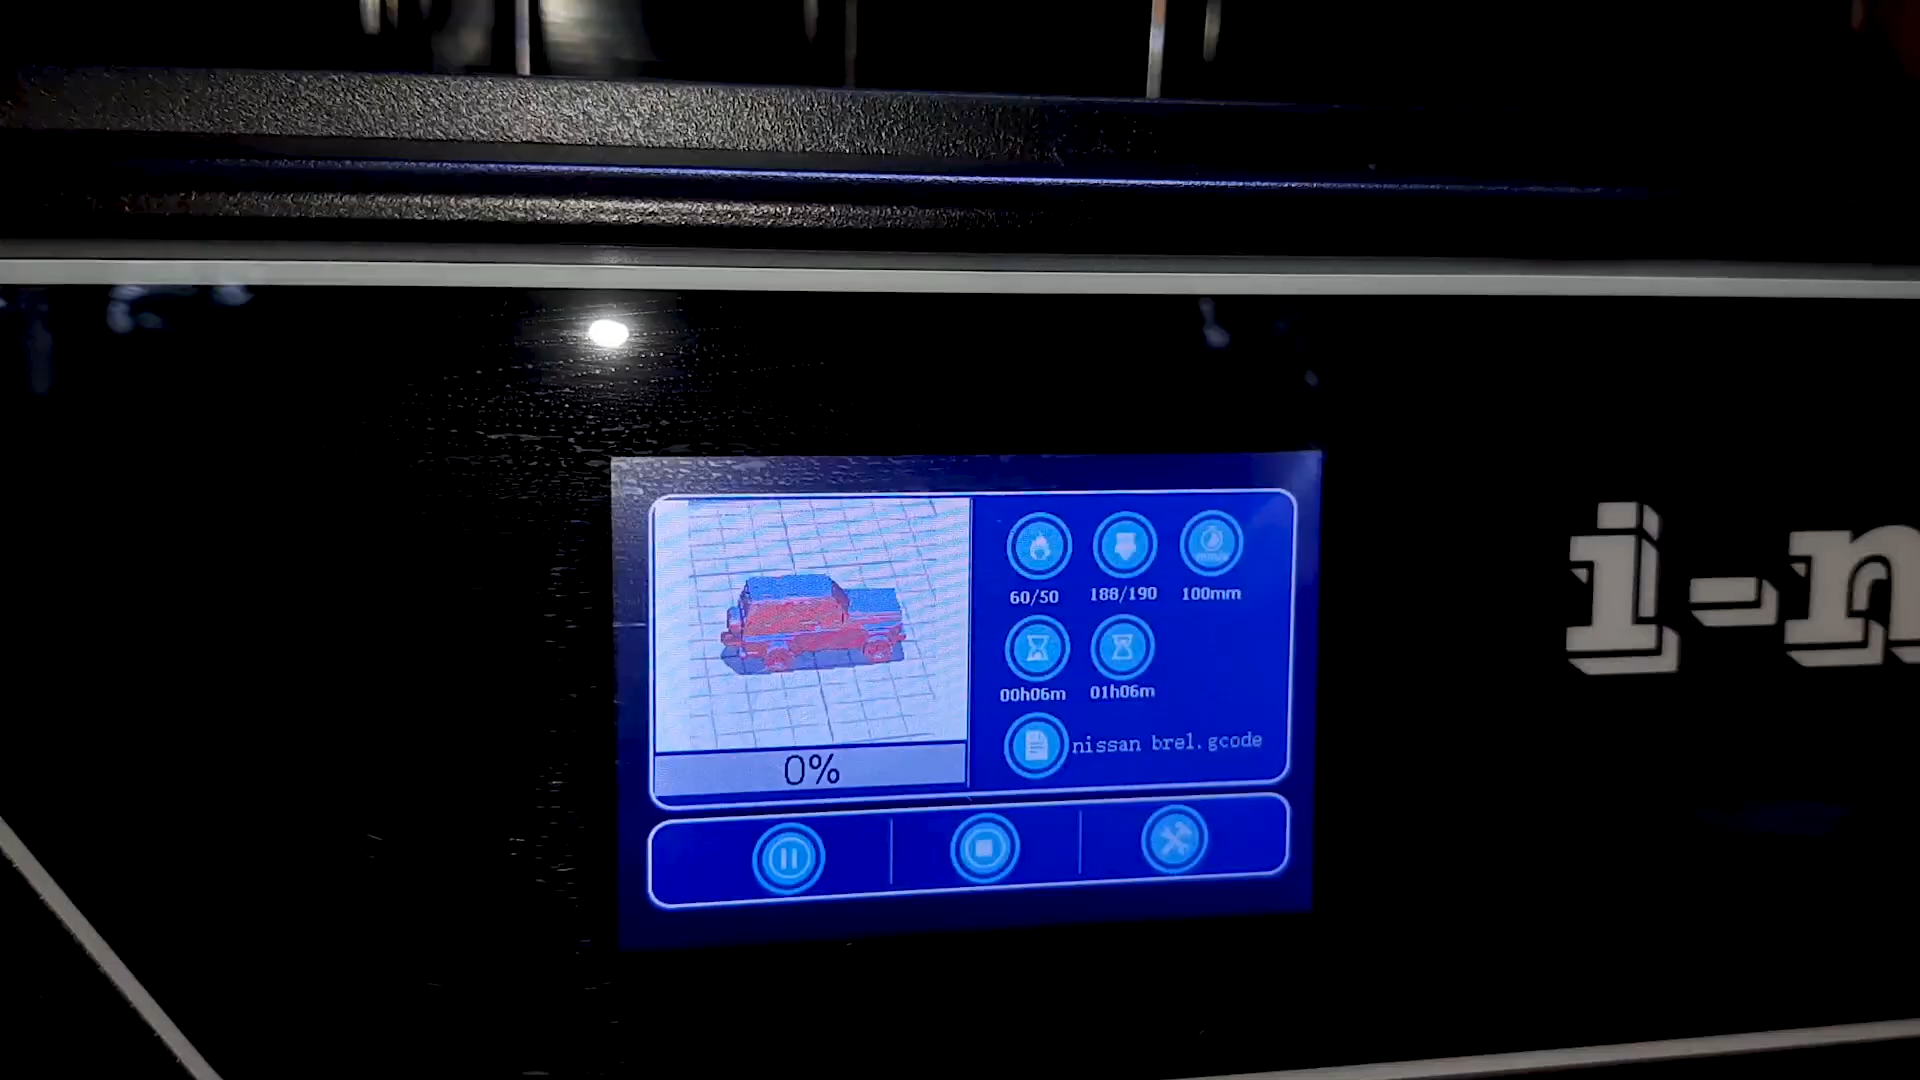 60/50 188/190 100mm
00h06m 01h06m
nissan brel.gcode
0%
i-n